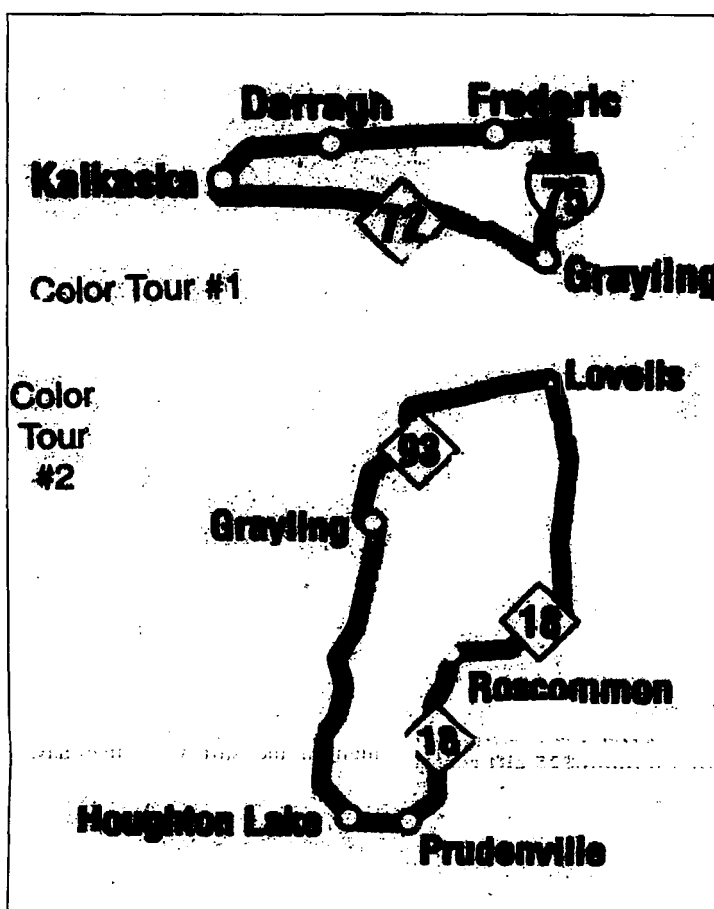 Darragh
Frederic
Kalkaska
75
72
Grayling
Color Tour #1
Lovells
Color
Tour
#2
93
Grayling
18
Roscommon
18
Houghton Lake
Prudenville